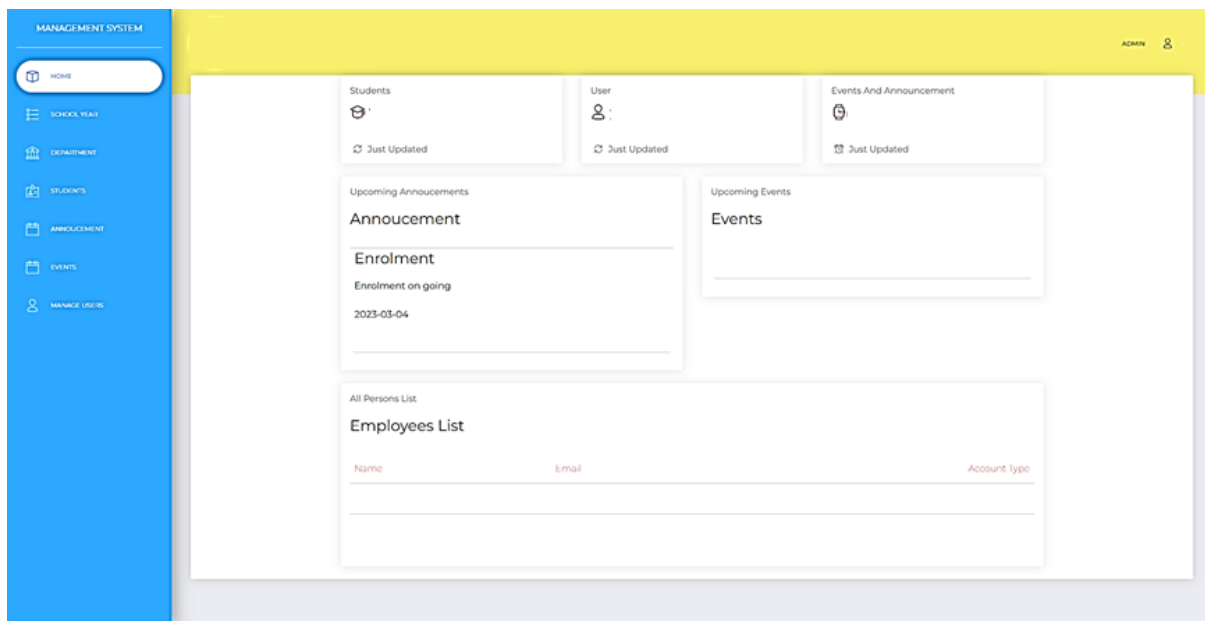 MANAGEMENT SYSTEM
HOME
SCHOOL YEAR
DEPARTMENT
STUDENTS
ANNOUCEMENT
EVENTS
MANAGE USERS
ADMIN
Students
Just Updated
User
Just Updated
Events And Announcement
Just Updated
Upcoming Annoucements
Annoucement
Enrolment
Enrolment on going
2023-03-04
Upcoming Events
Events
All Persons List
Employees List
Name Email Account Type